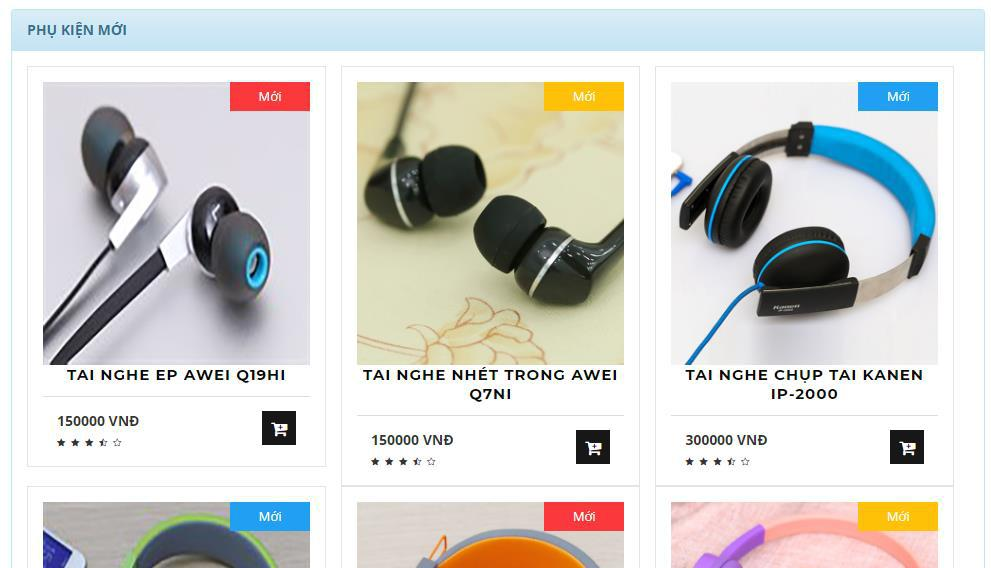 PHỤ KIỆN MỚI
Mới
Mới
Mới
Kanen
TAI NGHE EP AWEI Q19HI
TAI NGHE NHÉT TRONG AWEI
Q7NI
TAI NGHE CHỤP TAI KANEN
IP-2000
150000 VNĐ
150000 VNĐ
300000 VNĐ
Mới
Mới
Mới